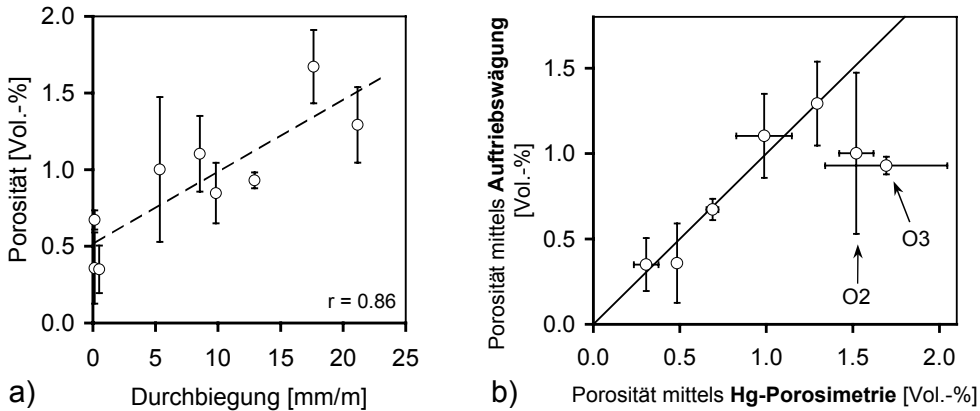 Porosität [Vol.-%]
2.0
1.5
1.0
0.5
0.0
r = 0.86
0 5 10 15 20 25
Durchbiegung [mm/m]
a)
Porosität mittels Auftriebswägung
[Vol.-%]
1.5
1.0
0.5
0.0
O3
O2
0.0 0.5 1.0 1.5 2.0
Porosität mittels Hg-Porosimetrie [Vol.-%]
b)